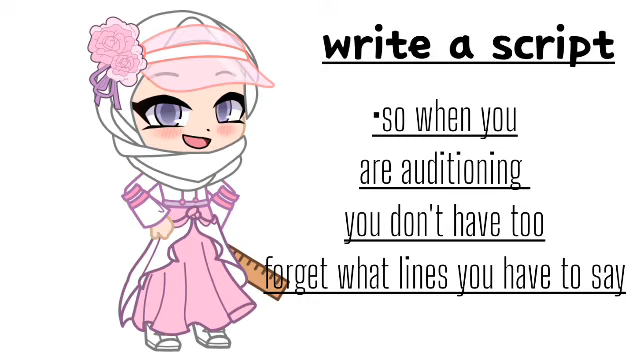 write a script
•so when you
are auditioning
you don't have too
forget what lines you have to say